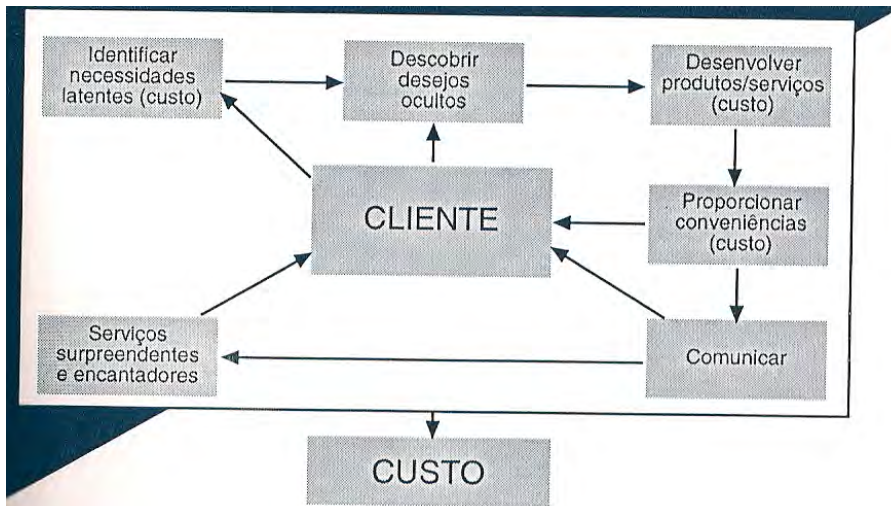 Identificar
necessidades
latentes (custo)
Descobrir
desejos
ocultos
Desenvolver
produtos/serviços
(custo)
CLIENTE
Proporcionar
conveniências
(custo)
Serviços
surpreendentes
e encantadores
Comunicar
CUSTO